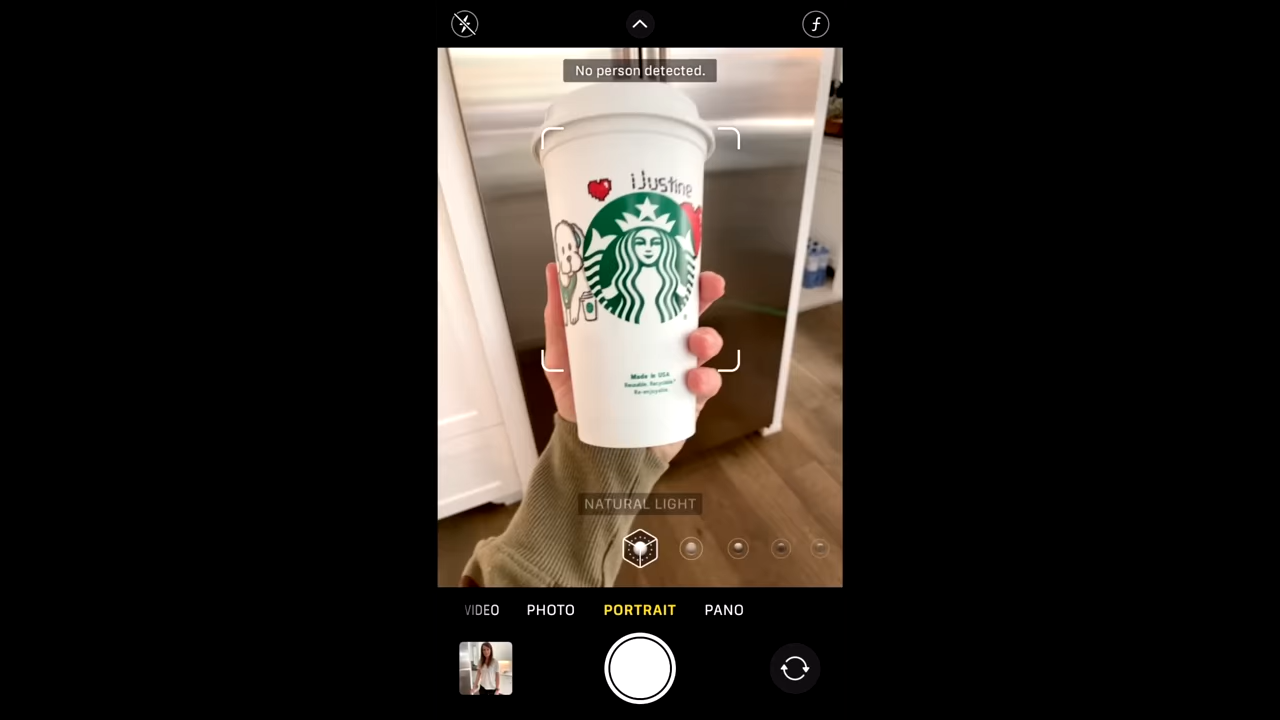 No person detected.
iJustine
Made in USA
Reusable. Recyclable.*
Re-enjoyable.
NATURAL LIGHT
VIDEO PHOTO PORTRAIT PANO